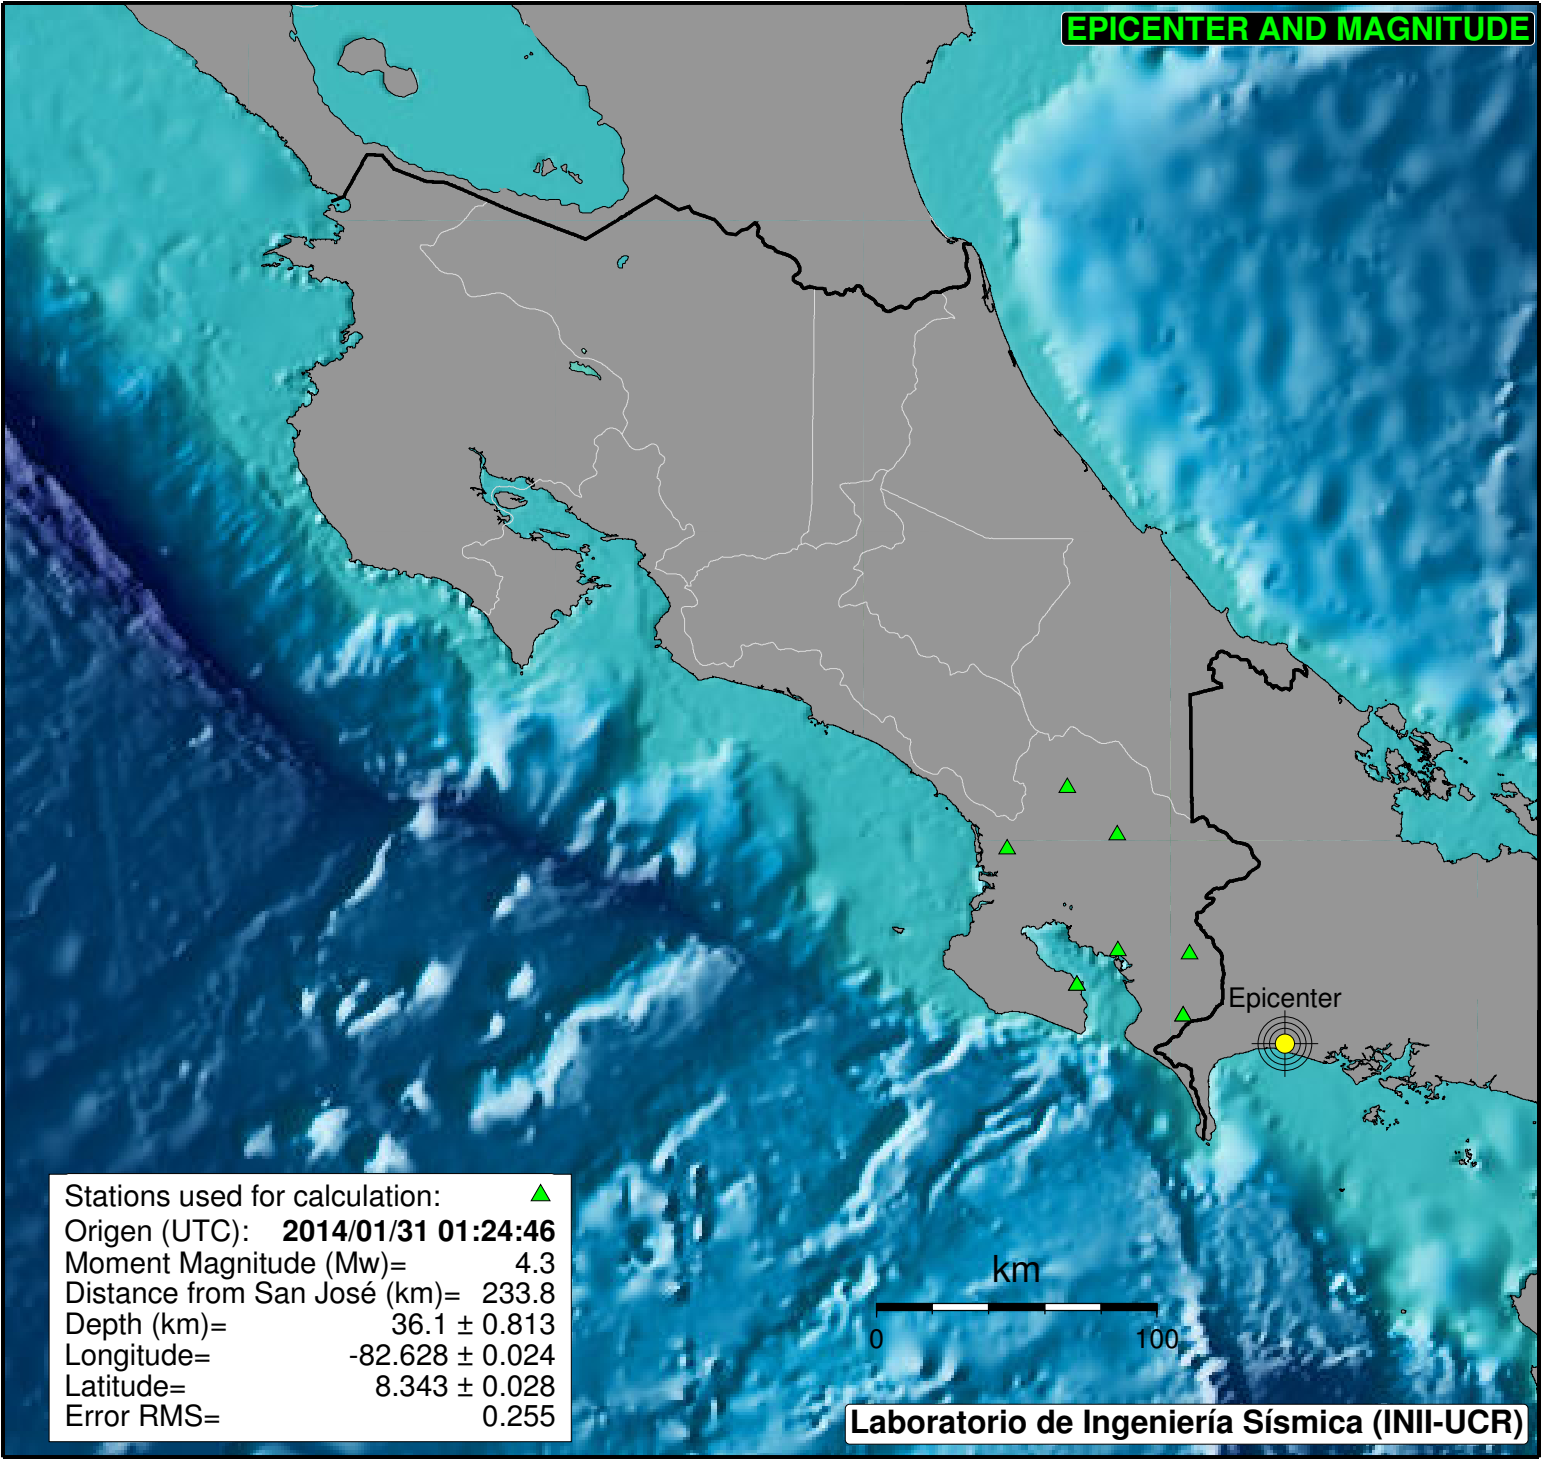 EPICENTER AND MAGNITUDE
Epicenter
Stations used for calculation:
Origen (UTC): 2014/01/31 01:24:46
Moment Magnitude (Mw)= 4.3
Distance from San José (km)= 233.8
Depth (km)= 36.1 ± 0.813
Longitude= -82.628 ± 0.024
Latitude= 8.343 ± 0.028
Error RMS= 0.255
km
0 100
Laboratorio de Ingeniería Sísmica (INII-UCR)